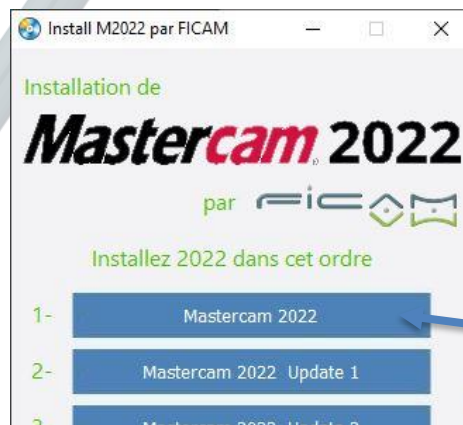 Install M2022 par FICAM
Installation de
Mastercam 2022
par FICAM
Installez 2022 dans cet ordre
1- Mastercam 2022
2- Mastercam 2022 Update 1